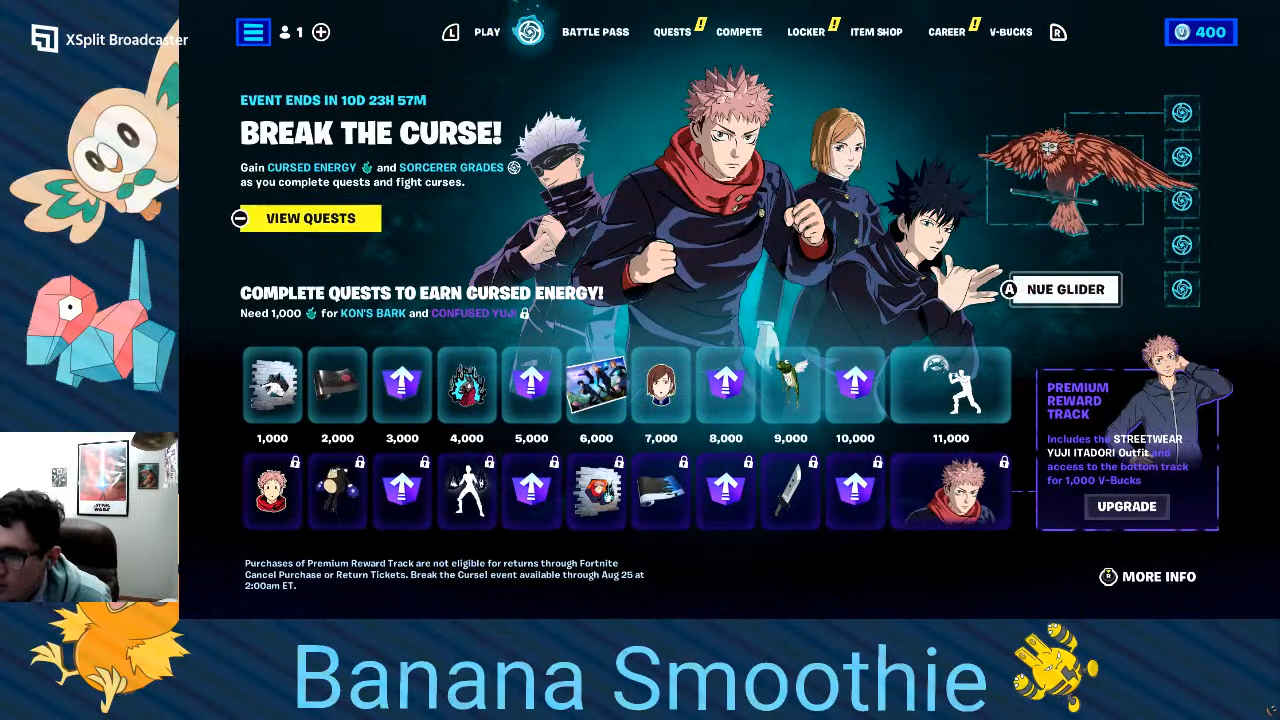 XSplit Broadcaster
1
L PLAY BATTLE PASS QUESTS ! COMPETE LOCKER ! ITEM SHOP CAREER ! V-BUCKS R
400
EVENT ENDS IN 10D 23H 57M
BREAK THE CURSE!
Gain CURSED ENERGY and SORCERER GRADES
as you complete quests and fight curses.
VIEW QUESTS
COMPLETE QUESTS TO EARN CURSED ENERGY!
Need 1,000 for KON'S BARK and CONFUSED YUJI
A NUE GLIDER
1,000 2,000 3,000 4,000 5,000 6,000 7,000 8,000 9,000 10,000 11,000
PREMIUM
REWARD
TRACK
Includes the STREETWEAR
YUJI ITADORI Outfit and
access to the bottom track
for 1,000 V-Bucks
UPGRADE
Purchases of Premium Reward Track are not eligible for returns through Fortnite
Cancel Purchase or Return Tickets. Break the Curse! event available through Aug 25 at
2:00am ET.
R MORE INFO
STAR
WARS
Banana Smoothie